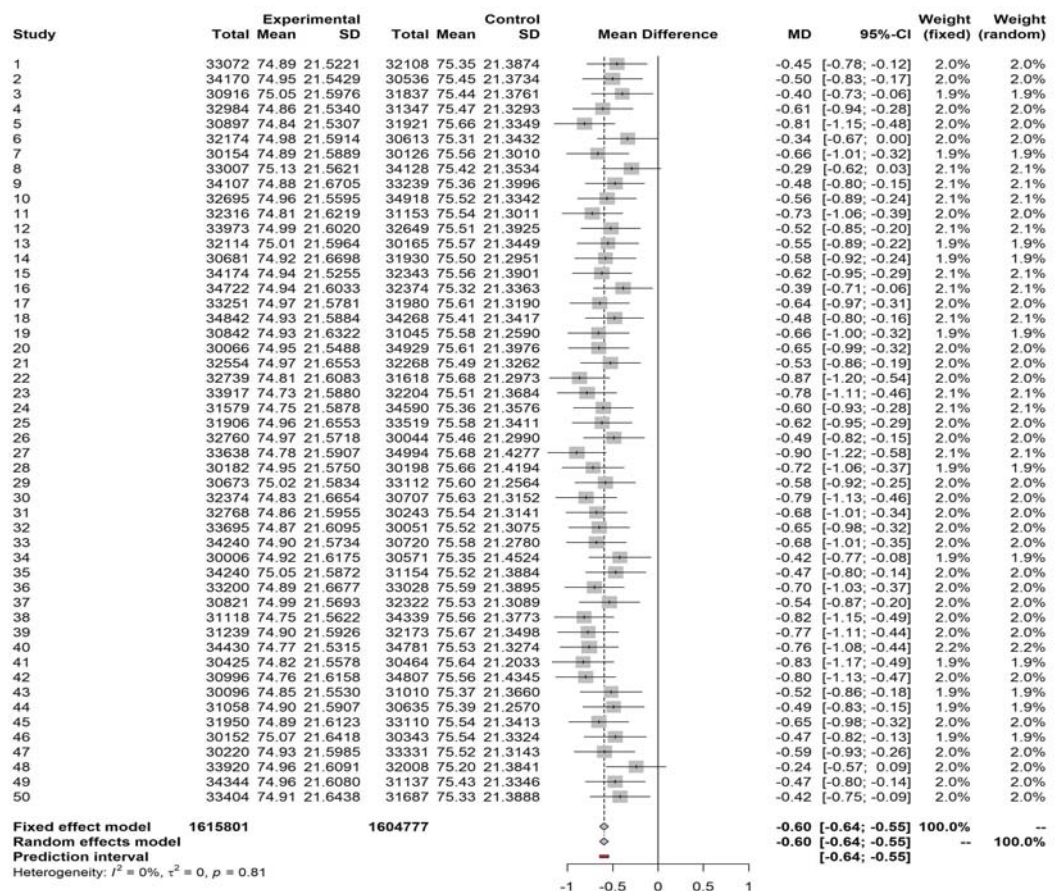 Experimental Control Weight Weight
Study Total Mean SD Total Mean SD Mean Difference MD 95%-CI (fixed) (random)
1 33072 74.89 21.5221 32108 75.35 21.3874 -0.45 [-0.78; -0.12] 2.0% 2.0%
2 34170 74.95 21.5429 30536 75.45 21.3734 -0.50 [-0.83; -0.17] 2.0% 2.0%
3 30916 75.05 21.5976 31837 75.44 21.3761 -0.40 [-0.73; -0.06] 1.9% 1.9%
4 32984 74.86 21.5340 31347 75.47 21.3293 -0.61 [-0.94; -0.28] 2.0% 2.0%
5 30897 74.84 21.5307 31921 75.66 21.3349 -0.81 [-1.15; -0.48] 2.0% 2.0%
6 32174 74.98 21.5914 30613 75.31 21.3432 -0.34 [-0.67; 0.00] 2.0% 2.0%
7 30154 74.89 21.5889 30126 75.56 21.3010 -0.66 [-1.01; -0.32] 1.9% 1.9%
8 33007 75.13 21.5621 34128 75.42 21.3534 -0.29 [-0.62; 0.03] 2.1% 2.1%
9 34107 74.88 21.6705 33239 75.36 21.3996 -0.48 [-0.80; -0.15] 2.1% 2.1%
10 32695 74.96 21.5595 34918 75.52 21.3342 -0.56 [-0.89; -0.24] 2.1% 2.1%
11 32316 74.81 21.6219 31153 75.54 21.3011 -0.73 [-1.06; -0.39] 2.0% 2.0%
12 33973 74.99 21.6020 32649 75.51 21.3925 -0.52 [-0.85; -0.20] 2.1% 2.1%
13 32114 75.01 21.5964 30165 75.57 21.3449 -0.55 [-0.89; -0.22] 1.9% 1.9%
14 30681 74.92 21.6698 31930 75.50 21.2951 -0.58 [-0.92; -0.24] 1.9% 1.9%
15 34174 74.94 21.5255 32343 75.56 21.3901 -0.62 [-0.95; -0.29] 2.1% 2.1%
16 34722 74.94 21.6033 32374 75.32 21.3363 -0.39 [-0.71; -0.06] 2.1% 2.1%
17 33251 74.97 21.5781 31980 75.61 21.3190 -0.64 [-0.97; -0.31] 2.0% 2.0%
18 34842 74.93 21.5884 34268 75.41 21.3417 -0.48 [-0.80; -0.16] 2.1% 2.1%
19 30842 74.93 21.6322 31045 75.58 21.2590 -0.66 [-1.00; -0.32] 1.9% 1.9%
20 30066 74.95 21.5488 34929 75.61 21.3976 -0.65 [-0.99; -0.32] 2.0% 2.0%
21 32554 74.97 21.6553 32268 75.49 21.3262 -0.53 [-0.86; -0.19] 2.0% 2.0%
22 32739 74.81 21.6083 31618 75.68 21.2973 -0.87 [-1.20; -0.54] 2.0% 2.0%
23 33917 74.73 21.5880 32204 75.51 21.3684 -0.78 [-1.11; -0.46] 2.1% 2.1%
24 31579 74.75 21.5878 34590 75.36 21.3576 -0.60 [-0.93; -0.28] 2.1% 2.1%
25 31906 74.96 21.6553 33519 75.58 21.3411 -0.62 [-0.95; -0.29] 2.0% 2.0%
26 32760 74.97 21.5718 30044 75.46 21.2990 -0.49 [-0.82; -0.15] 2.0% 2.0%
27 33638 74.78 21.5907 34994 75.68 21.4277 -0.90 [-1.22; -0.58] 2.1% 2.1%
28 30182 74.95 21.5750 30198 75.66 21.4194 -0.72 [-1.06; -0.37] 1.9% 1.9%
29 30673 75.02 21.5834 33112 75.60 21.2564 -0.58 [-0.92; -0.25] 2.0% 2.0%
30 32374 74.83 21.6654 30707 75.63 21.3152 -0.79 [-1.13; -0.46] 2.0% 2.0%
31 32768 74.86 21.5955 30243 75.54 21.3141 -0.68 [-1.01; -0.34] 2.0% 2.0%
32 33695 74.87 21.6095 30051 75.52 21.3075 -0.65 [-0.98; -0.32] 2.0% 2.0%
33 34240 74.90 21.5734 30720 75.58 21.2780 -0.68 [-1.01; -0.35] 2.0% 2.0%
34 30006 74.92 21.6175 30571 75.35 21.4524 -0.42 [-0.77; -0.08] 1.9% 1.9%
35 34240 75.05 21.5872 31154 75.52 21.3884 -0.47 [-0.80; -0.14] 2.0% 2.0%
36 33200 74.89 21.6677 33028 75.59 21.3895 -0.70 [-1.03; -0.37] 2.0% 2.0%
37 30821 74.99 21.5693 32322 75.53 21.3089 -0.54 [-0.87; -0.20] 2.0% 2.0%
38 31118 74.75 21.5622 34339 75.56 21.3773 -0.82 [-1.15; -0.49] 2.0% 2.0%
39 31239 74.90 21.5926 32173 75.67 21.3498 -0.77 [-1.11; -0.44] 2.0% 2.0%
40 34430 74.77 21.5315 34781 75.53 21.3274 -0.76 [-1.08; -0.44] 2.2% 2.2%
41 30425 74.82 21.5578 30464 75.64 21.2033 -0.83 [-1.17; -0.49] 1.9% 1.9%
42 30996 74.76 21.6158 34807 75.56 21.4345 -0.80 [-1.13; -0.47] 2.0% 2.0%
43 30096 74.85 21.5530 31010 75.37 21.3660 -0.52 [-0.86; -0.18] 1.9% 1.9%
44 31058 74.90 21.5907 30635 75.39 21.2570 -0.49 [-0.83; -0.15] 1.9% 1.9%
45 31950 74.89 21.6123 33110 75.54 21.3413 -0.65 [-0.98; -0.32] 2.0% 2.0%
46 30152 75.07 21.6418 30343 75.54 21.3324 -0.47 [-0.82; -0.13] 1.9% 1.9%
47 30220 74.93 21.5985 33331 75.52 21.3143 -0.59 [-0.93; -0.26] 2.0% 2.0%
48 33920 74.96 21.6091 32008 75.20 21.3841 -0.24 [-0.57; 0.09] 2.0% 2.0%
49 34344 74.96 21.6080 31137 75.43 21.3346 -0.47 [-0.80; -0.14] 2.0% 2.0%
50 33404 74.91 21.6438 31687 75.33 21.3888 -0.42 [-0.75; -0.09] 2.0% 2.0%
Fixed effect model 1615801 1604777 -0.60 [-0.64; -0.55] 100.0% --
Random effects model -0.60 [-0.64; -0.55] -- 100.0%
Prediction interval [-0.64; -0.55]
Heterogeneity: I² = 0%, τ² = 0, p = 0.81
-1 -0.5 0 0.5 1